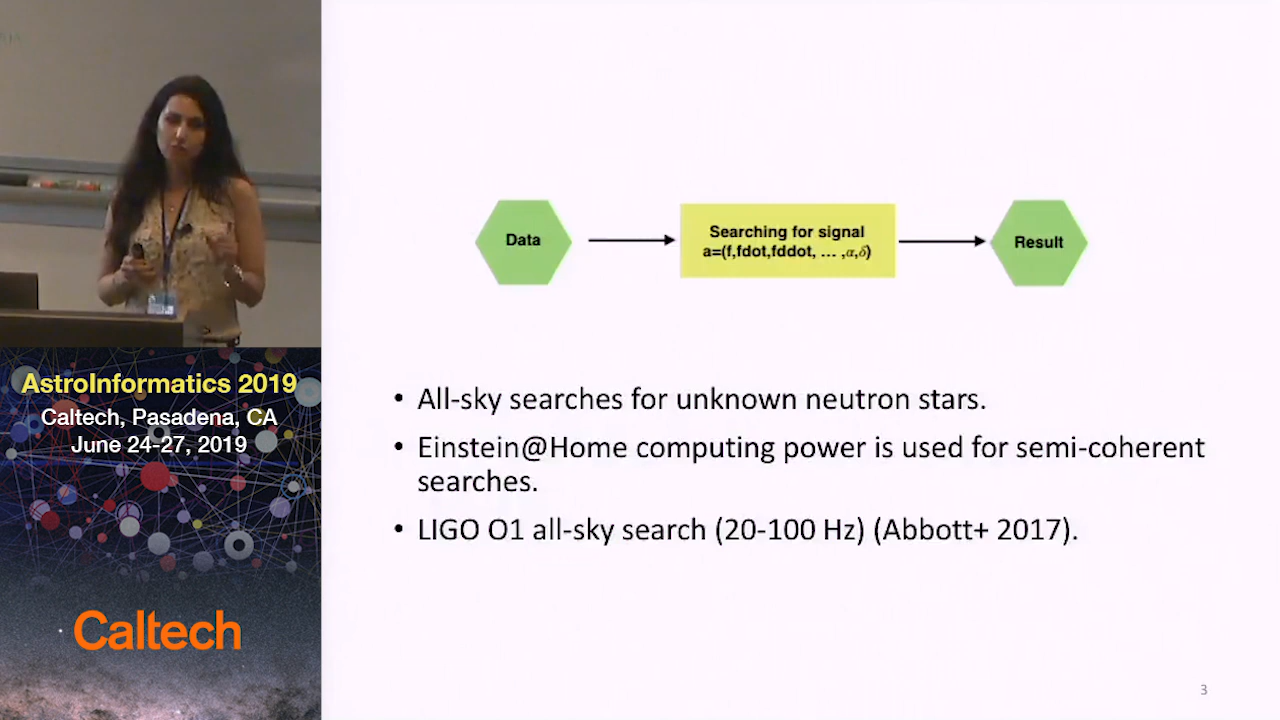 AstroInformatics 2019
Caltech, Pasadena, CA
June 24-27, 2019
Caltech
Data
Searching for signal
a=(f,fdot,fddot, … ,α,δ)
Result
• All-sky searches for unknown neutron stars.
• Einstein@Home computing power is used for semi-coherent
searches.
• LIGO O1 all-sky search (20-100 Hz) (Abbott+ 2017).
3